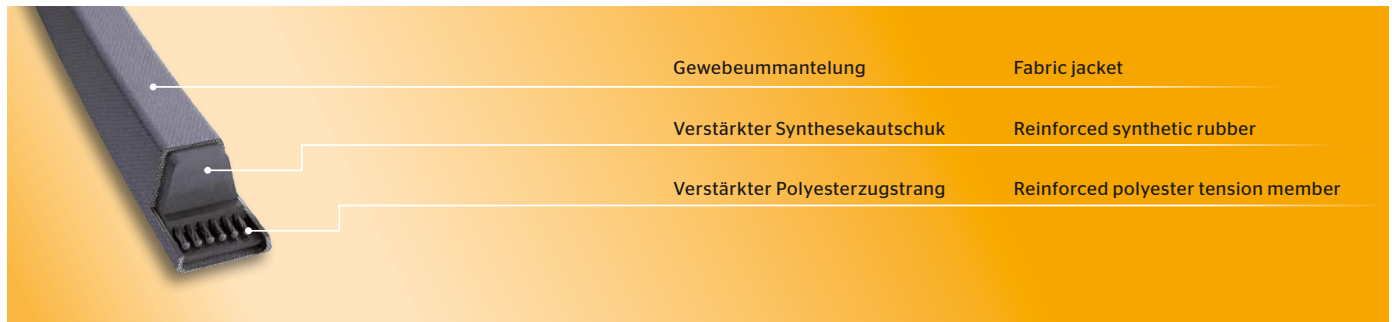 Gewebeummantelung Fabric jacket
Verstärkter Synthesekautschuk Reinforced synthetic rubber
Verstärkter Polyesterzugstrang Reinforced polyester tension member